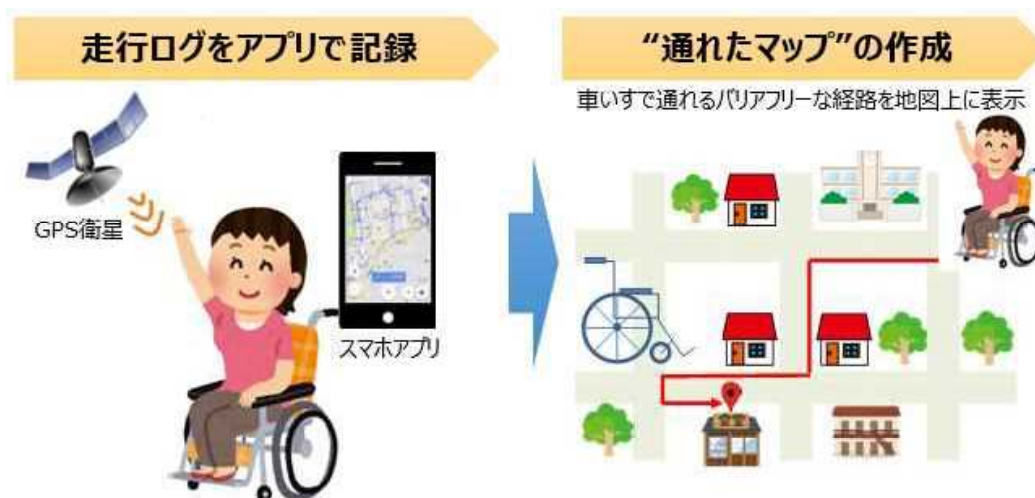 走行ログをアプリで記録
GPS衛星
スマホアプリ
“通れたマップ”の作成
車いすで通れるバリアフリーな経路を地図上に表示